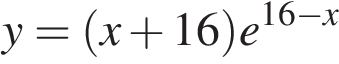 y = (x + 16)e^{16−x}